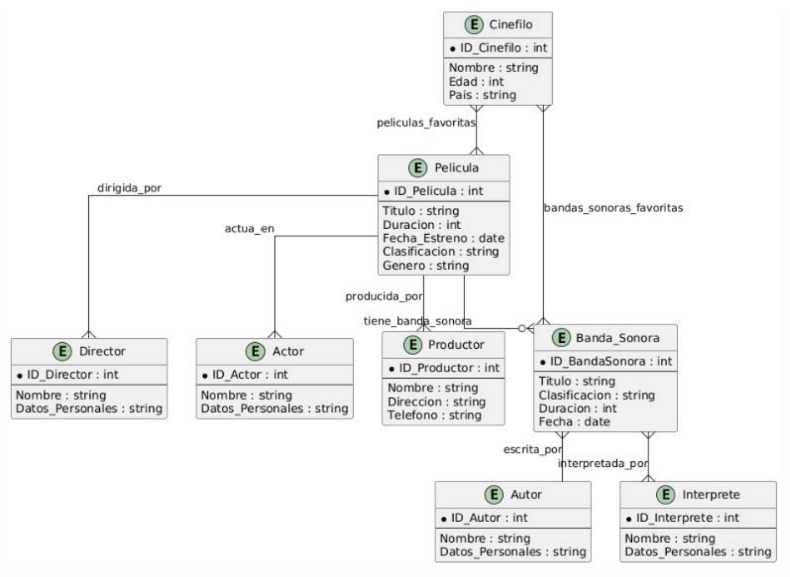 E Cinefilo
ID_Cinefilo : int
Nombre : string
Edad : int
Pais : string
peliculas_favoritas
E Pelicula
ID_Pelicula : int
Titulo : string
Duracion : int
Fecha_Estreno : date
Clasificacion : string
Genero : string
dirigida_por
actua_en
bandas_sonoras_favoritas
producida_por
tiene_banda_sonora
E Director
ID_Director : int
Nombre : string
Datos_Personales : string
E Actor
ID_Actor : int
Nombre : string
Datos_Personales : string
E Productor
ID_Productor : int
Nombre : string
Direccion : string
Telefono : string
E Banda_Sonora
ID_BandaSonora : int
Titulo : string
Clasificacion : string
Duracion : int
Fecha : date
escrita_por
interpretada_por
E Autor
ID_Autor : int
Nombre : string
Datos_Personales : string
E Interprete
ID_Interprete : int
Nombre : string
Datos_Personales : string